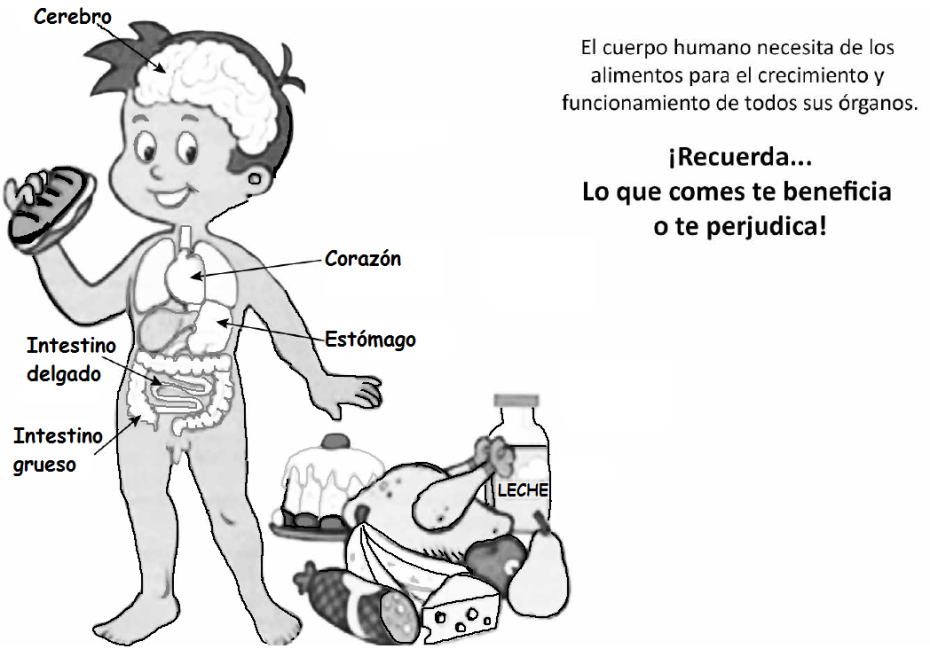 Cerebro
El cuerpo humano necesita de los
alimentos para el crecimiento y
funcionamiento de todos sus órganos.
¡Recuerda...
Lo que comes te beneficia
o te perjudica!
Corazón
Estómago
Intestino
delgado
Intestino
grueso
LECHE